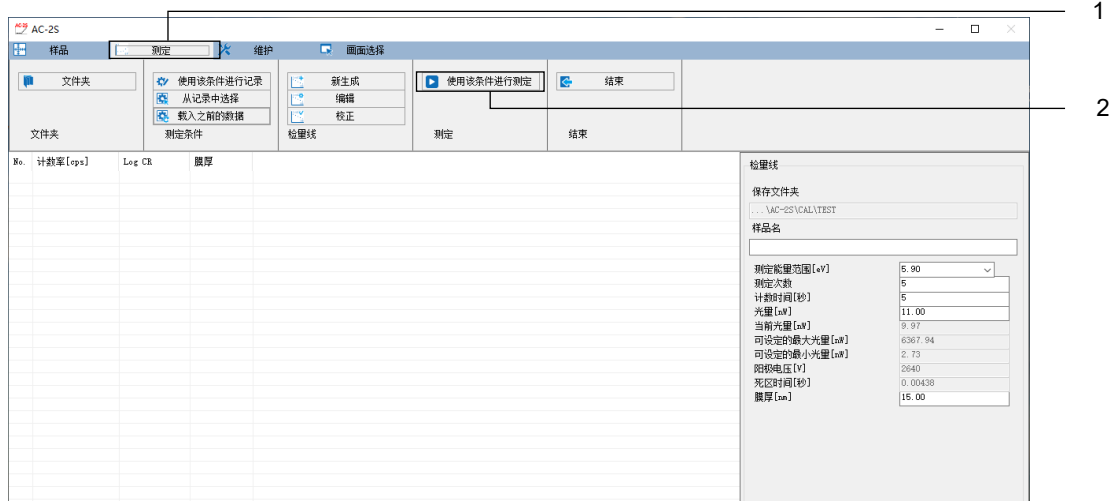 1
AC-2S
样品 测定 维护 画面选择
文件夹 使用该条件进行记录 新生成 使用该条件进行测定 结束
从记录中选择 编辑
载入之前的数据 校正
2
文件夹 测定条件 检量线 测定 结束
No. 计数率[cps] Log CR 膜厚
检量线
保存文件夹
...\AC-2S\CAL\TEST
样品名
测定能量范围[eV] 5.90
测定次数 5
计数时间[秒] 5
光量[nW] 11.00
当前光量[nW] 9.97
可设定的最大光量[nW] 6367.94
可设定的最小光量[nW] 2.73
阳极电压[V] 2640
死区时间[秒] 0.00438
膜厚[nm] 15.00